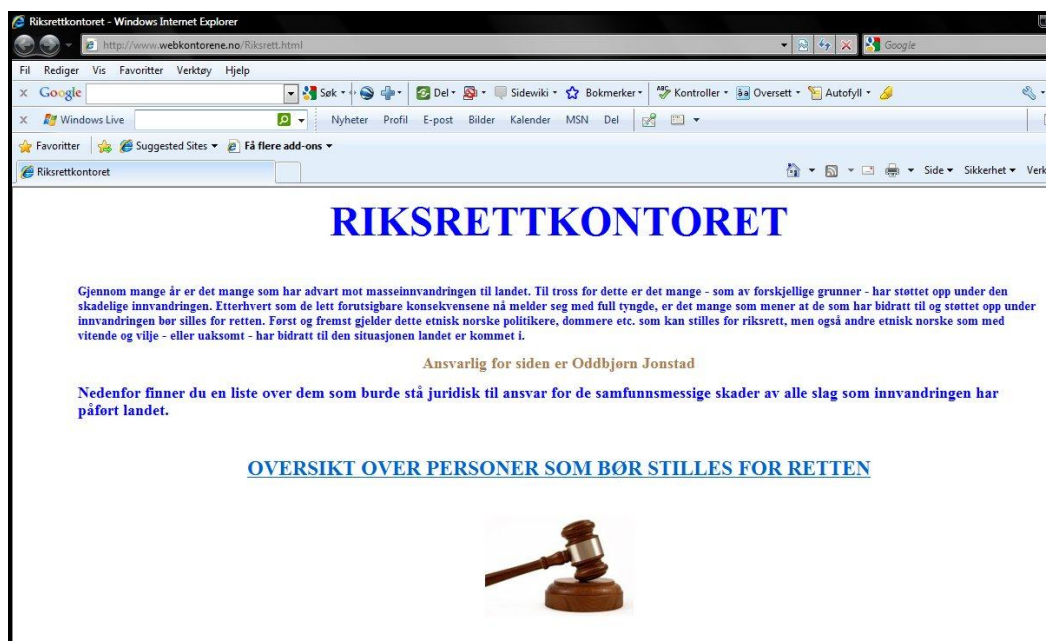 Riksrettkontoret - Windows Internet Explorer
http://www.webkontorene.no/Riksrett.html
Google
Fil Rediger Vis Favoritter Verktøy Hjelp
x Google Søk Del Sidewiki Bokmerker ABC Kontroller aa Oversett Autofyll
x Windows Live Nyheter Profil E-post Bilder Kalender MSN Del
Favoritter Suggested Sites Få flere add-ons
Riksrettkontoret Side Sikkerhet Verk
RIKSRETTKONTORET
Gjennom mange år er det mange som har advart mot masseinnvandringen til landet. Til tross for dette er det mange - som av forskjellige grunner - har støttet opp under den
skadelige innvandringen. Etterhvert som de lett forutsigbare konsekvensene nå melder seg med full tyngde, er det mange som mener at de som har bidratt til og støttet opp under
innvandringen bør silles for retten. Først og fremst gjelder dette etnisk norske politikere, dommere etc. som kan stilles for riksrett, men også andre etnisk norske som med
vitende og vilje - eller uaksomt - har bidratt til den situasjonen landet er kommet i.
Ansvarlig for siden er Oddbjørn Jonstad
Nedenfor finner du en liste over dem som burde stå juridisk til ansvar for de samfunnsmessige skader av alle slag som innvandringen har
påført landet.
OVERSIKT OVER PERSONER SOM BØR STILLES FOR RETTEN